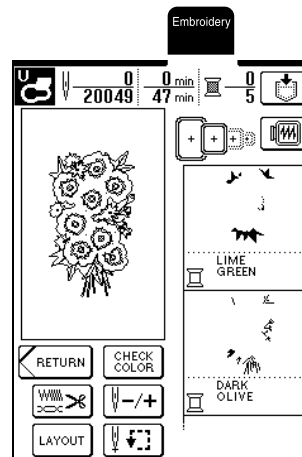 Embroidery
U
0 0 min 0
20049 47 min 5
LIME
GREEN
DARK
OLIVE
RETURN
CHECK
COLOR
-/+
LAYOUT